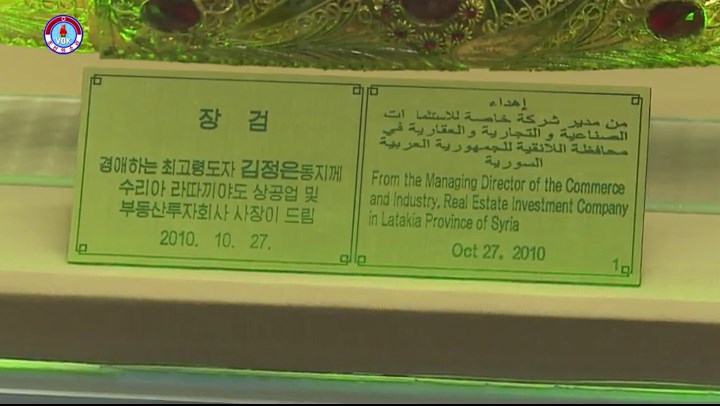 VOK
장 검
경애하는 최고령도자 김정은동지께
수리아 라따끼야도 상공업 및
부동산투자회사 사장이 드림
2010. 10. 27.
إهداء
من مدير شركة خاصة للاستثمارات
الصناعية و التجارية والعقارية في
محافظة اللاتقية للجمهورية العربية
السورية
From the Managing Director of the Commerce
and Industry, Real Estate Investment Company
in Latakia Province of Syria
Oct 27. 2010
1